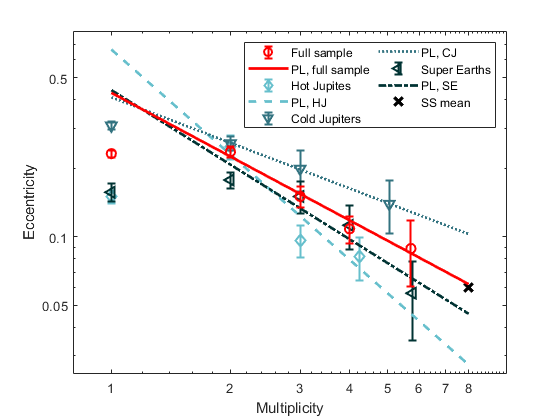 Full sample
PL, full sample
Hot Jupites
PL, HJ
Cold Jupiters
PL, CJ
Super Earths
PL, SE
SS mean
0.5
0.1
0.05
Eccentricity
1 2 3 4 5 6 7 8
Multiplicity